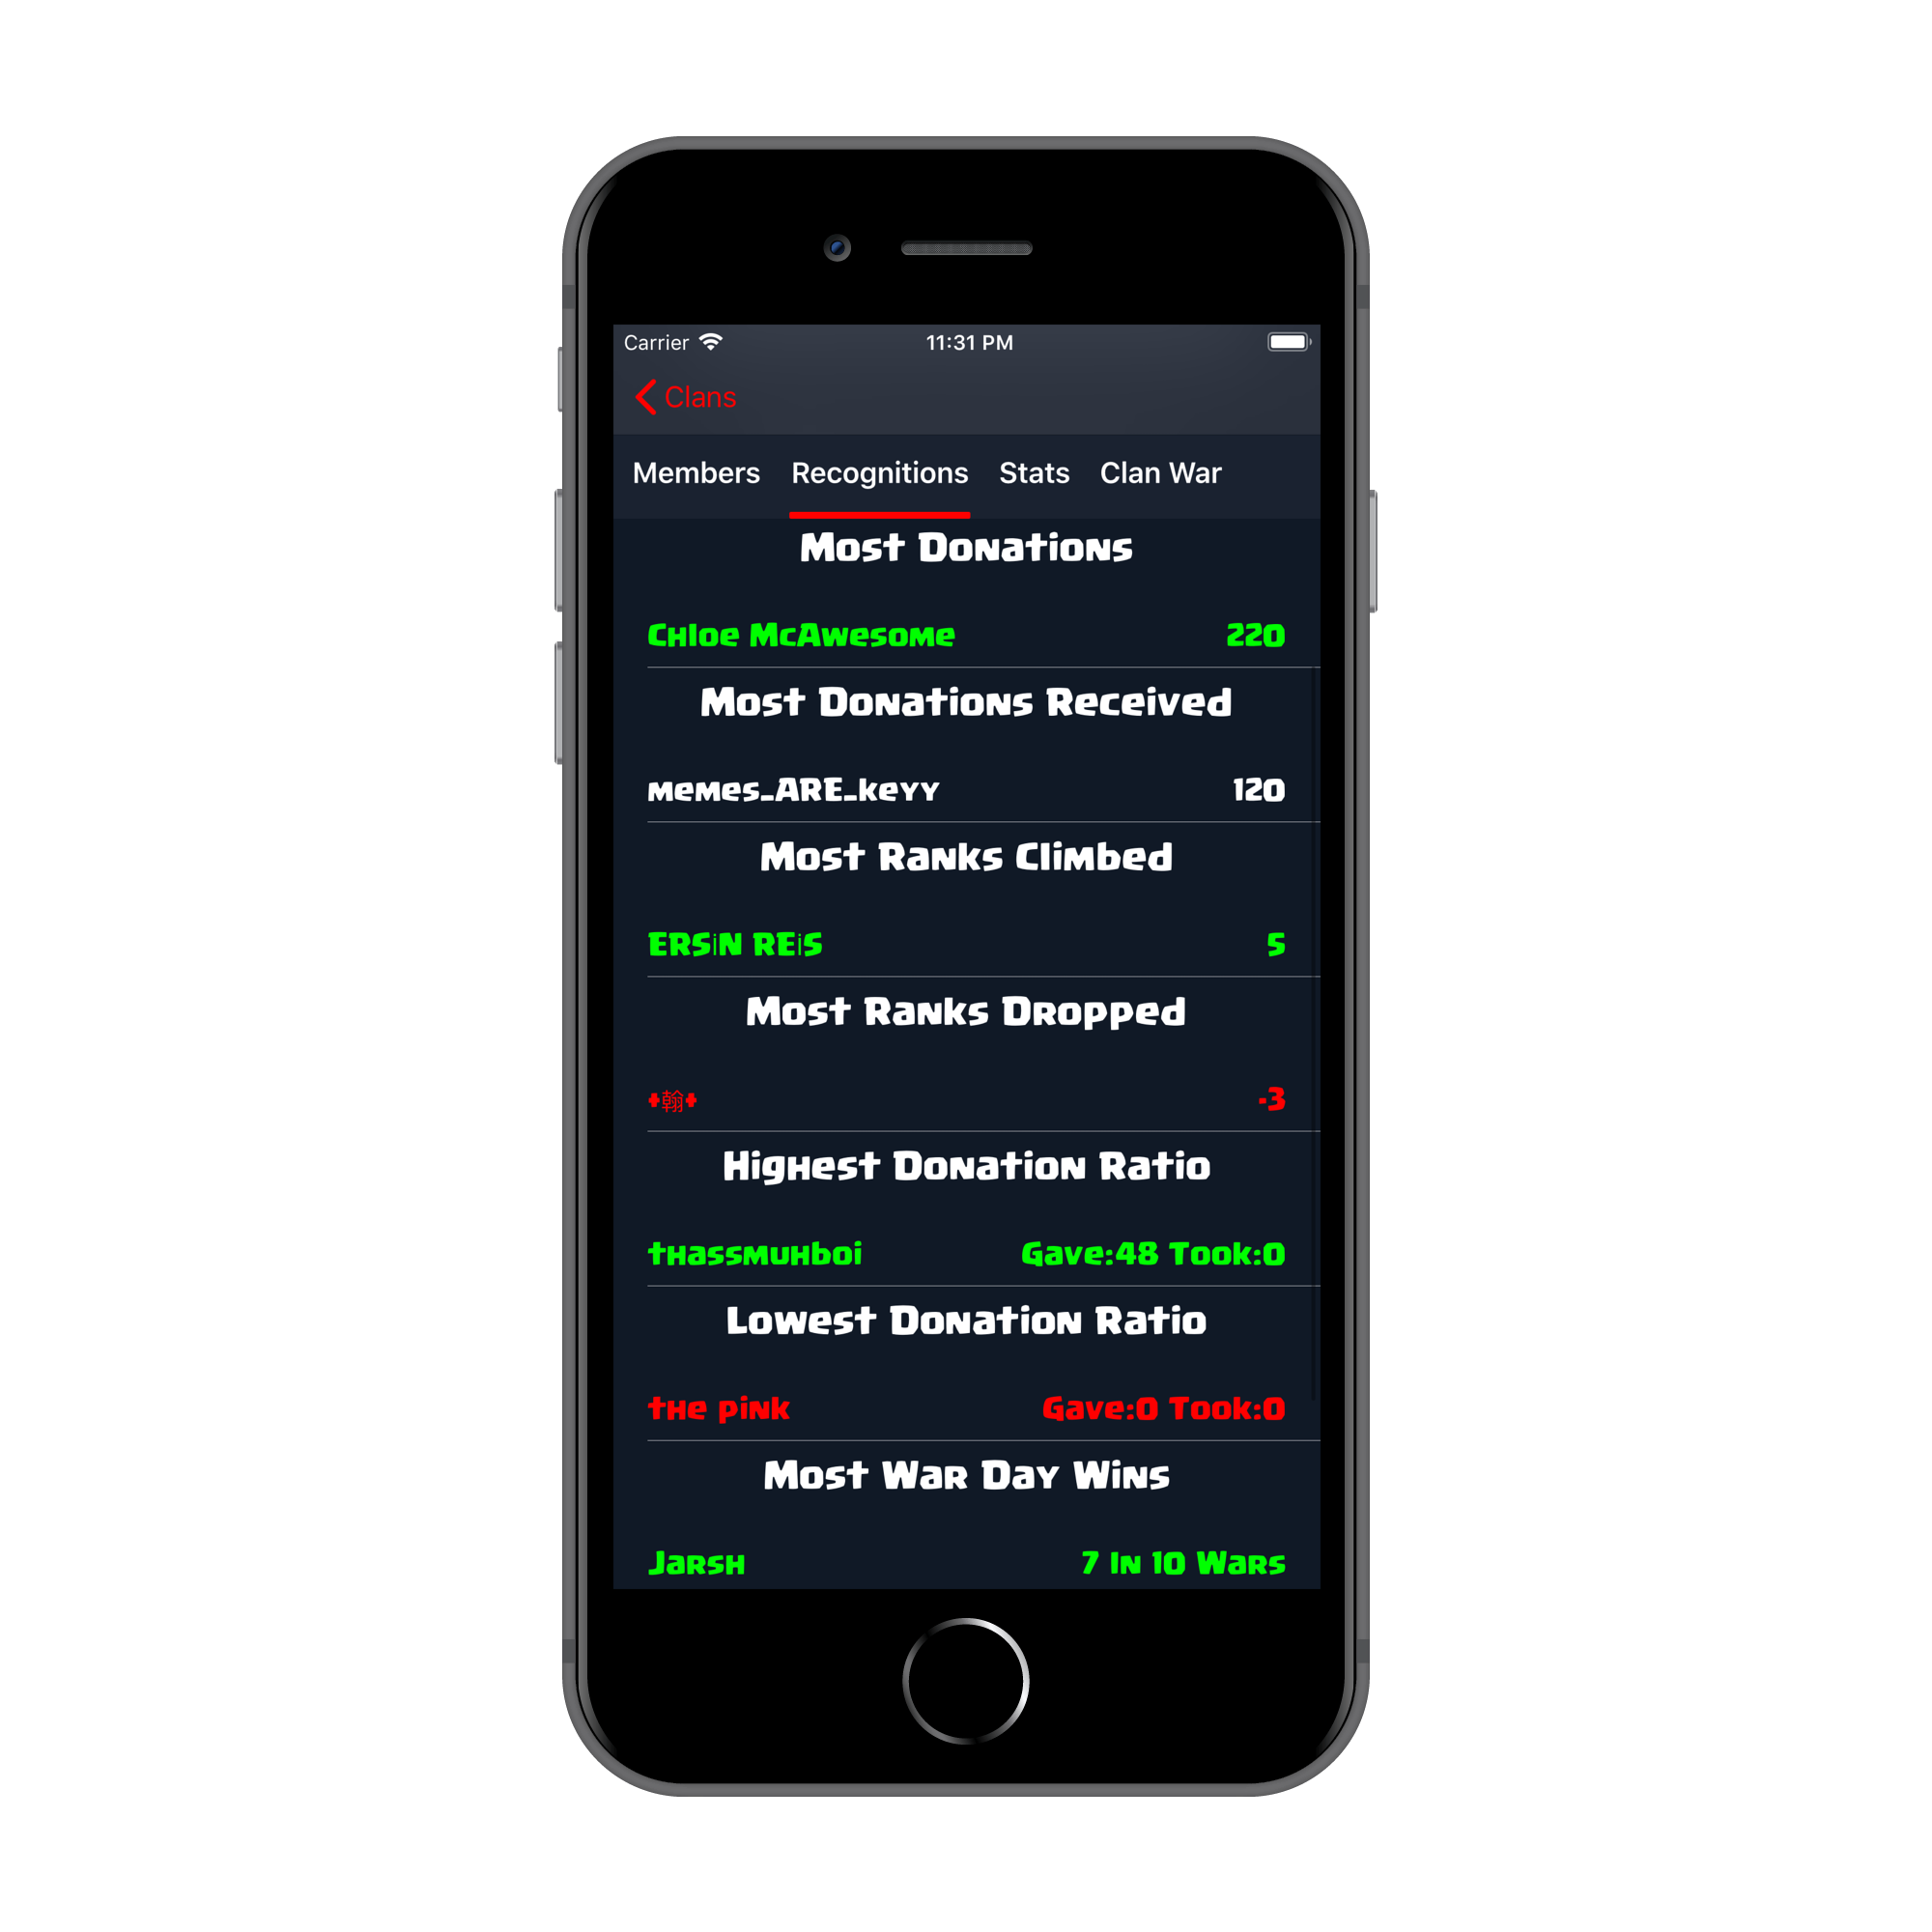 Carrier 11:31 PM
Clans
Members Recognitions Stats Clan War
Most Donations
Chloe McAwesome 220
Most Donations Received
memes_ARE_keyy 120
Most Ranks Climbed
ERSiN REiS 5
Most Ranks Dropped
+翰+ -3
Highest Donation Ratio
thassmuhboi Gave:48 Took:0
Lowest Donation Ratio
the pink Gave:0 Took:0
Most War Day Wins
Jarsh 7 In 10 Wars